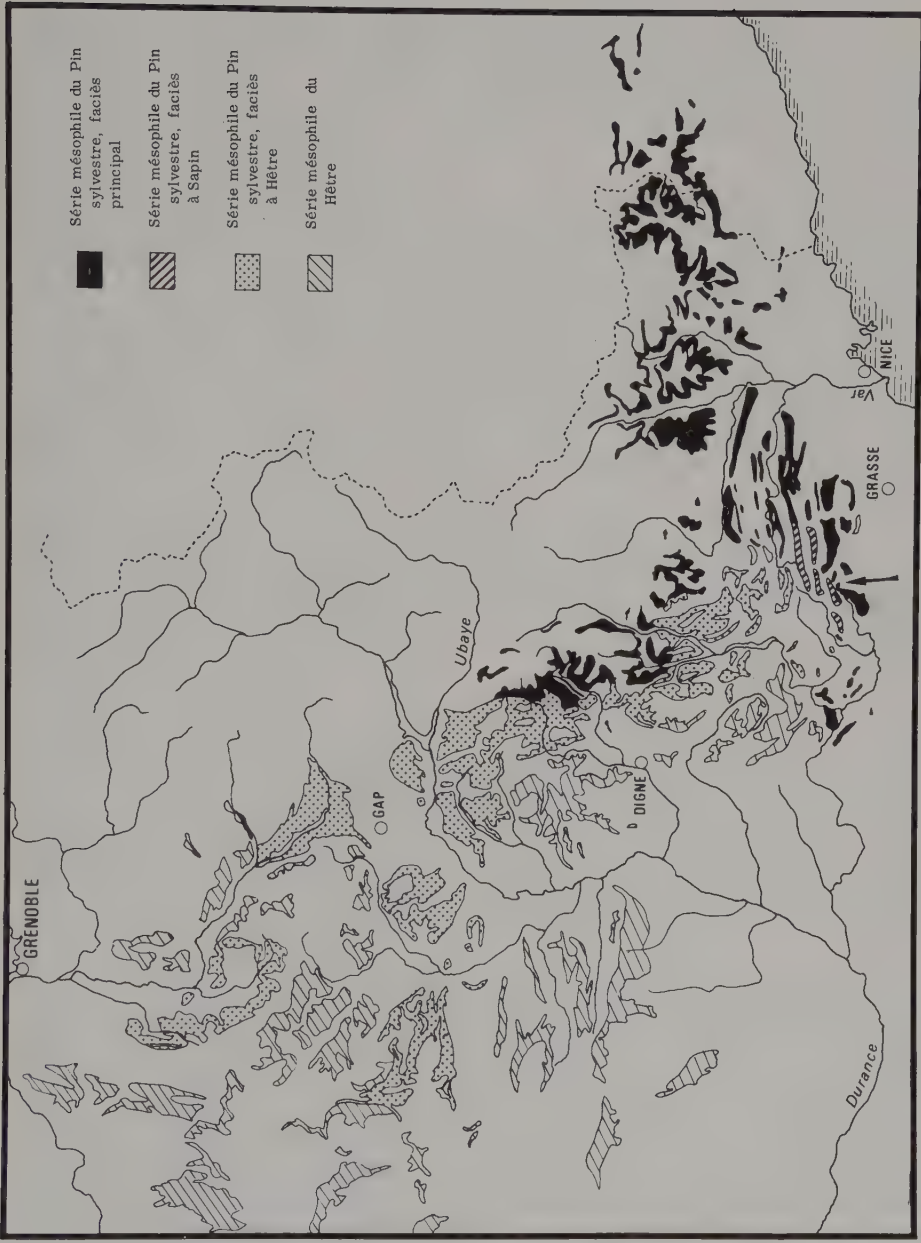 Série mésophile du Pin
sylvestre, faciès
principal
Série mésophile du Pin
sylvestre, faciès
à Sapin
Série mésophile du Pin
sylvestre, faciès
à Hêtre
Série mésophile du
Hêtre
GRENOBLE
GAP
Ubaye
DIGNE
Durance
GRASSE
Var
NICE